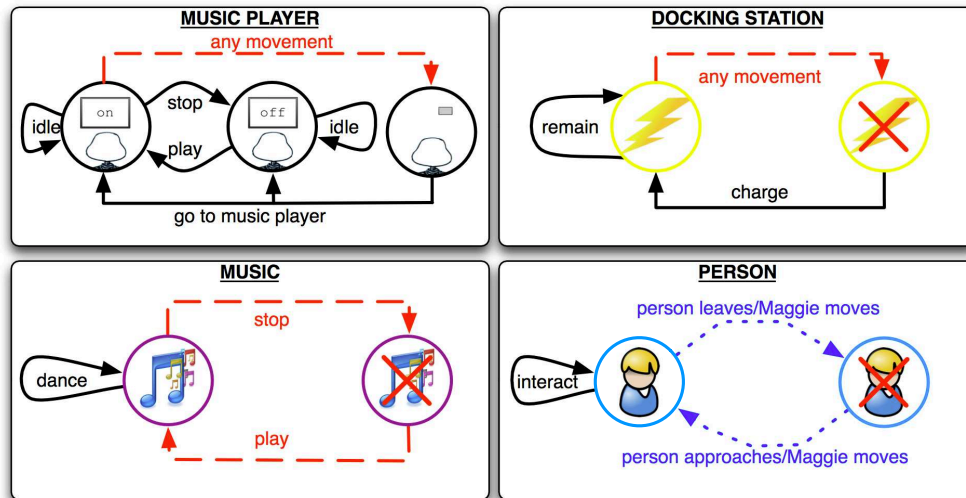 MUSIC PLAYER
any movement
stop
on
off
idle
idle
play
go to music player
DOCKING STATION
any movement
remain
charge
MUSIC
stop
dance
play
PERSON
person leaves/Maggie moves
interact
person approaches/Maggie moves